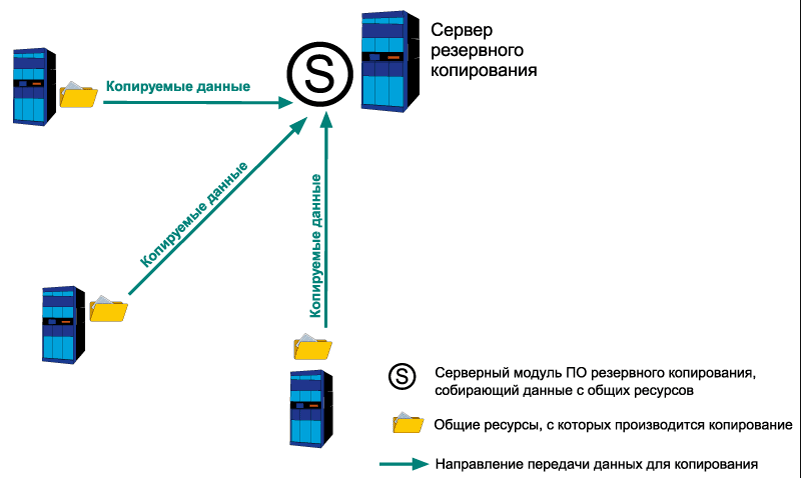 Сервер
резервного
копирования
S
Копируемые данные
Копируемые данные
Копируемые данные
S
Серверный модуль ПО резервного копирования,
собирающий данные с общих ресурсов
Общие ресурсы, с которых производится копирование
Направление передачи данных для копирования